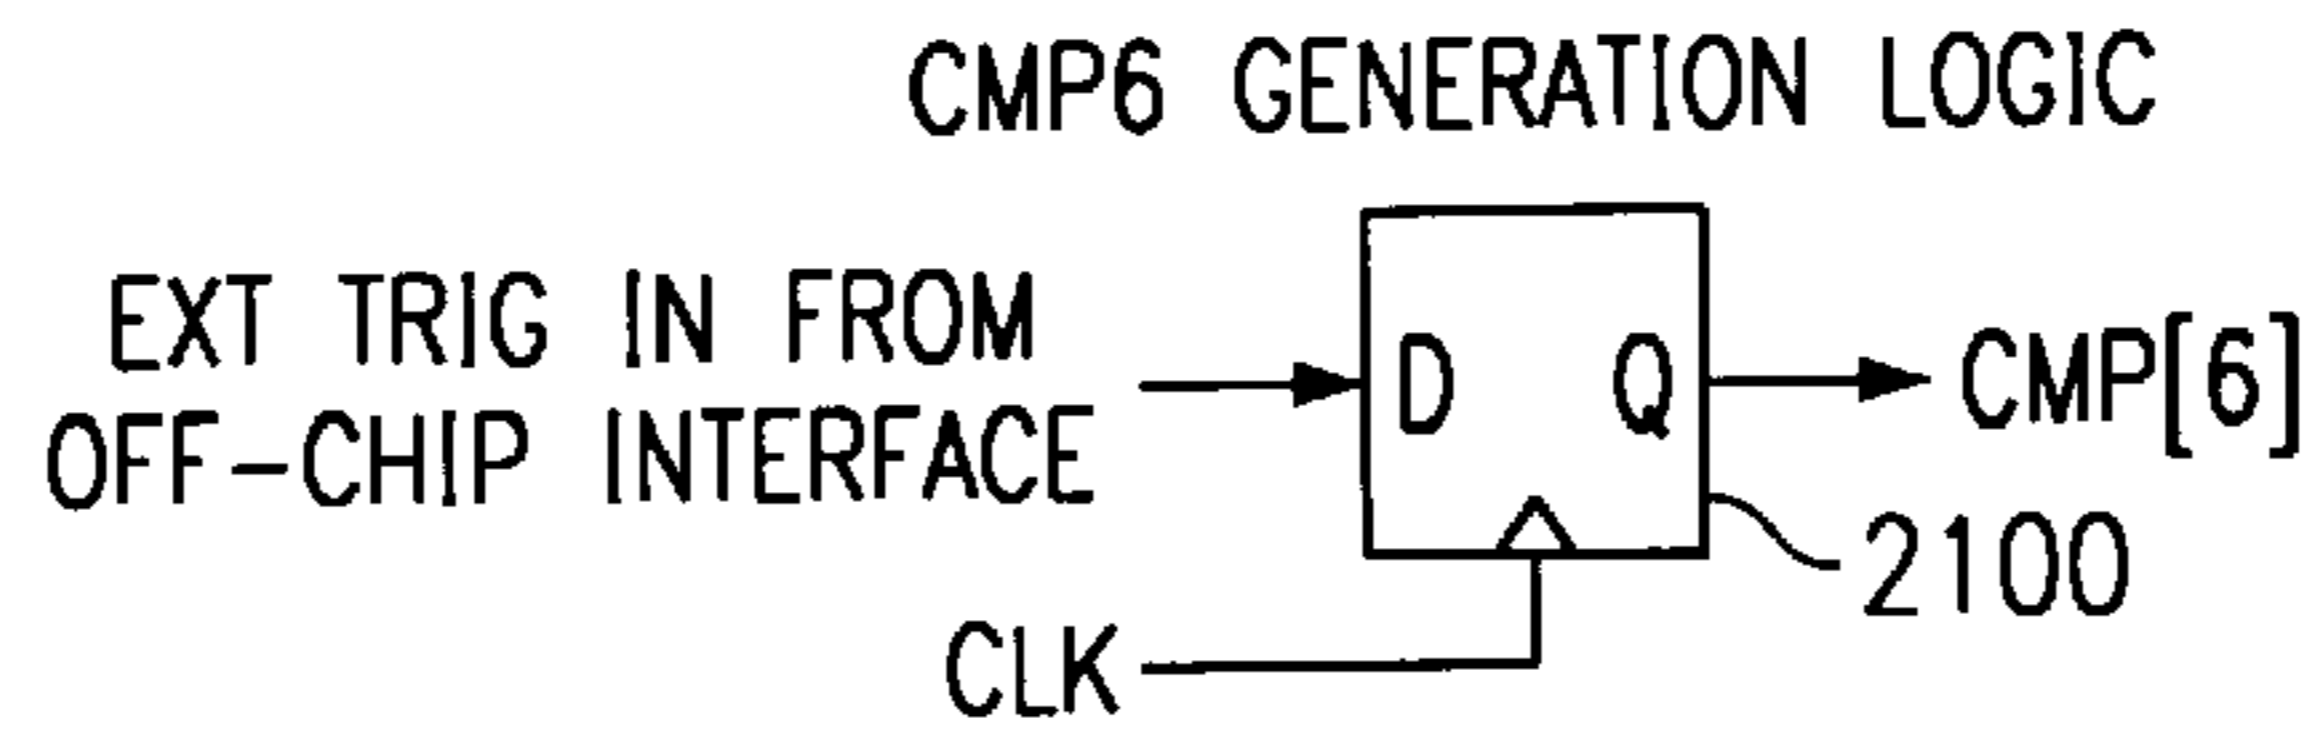 CMP6 GENERATION LOGIC
EXT TRIG IN FROM
OFF-CHIP INTERFACE
D Q
CMP[6]
2100
CLK